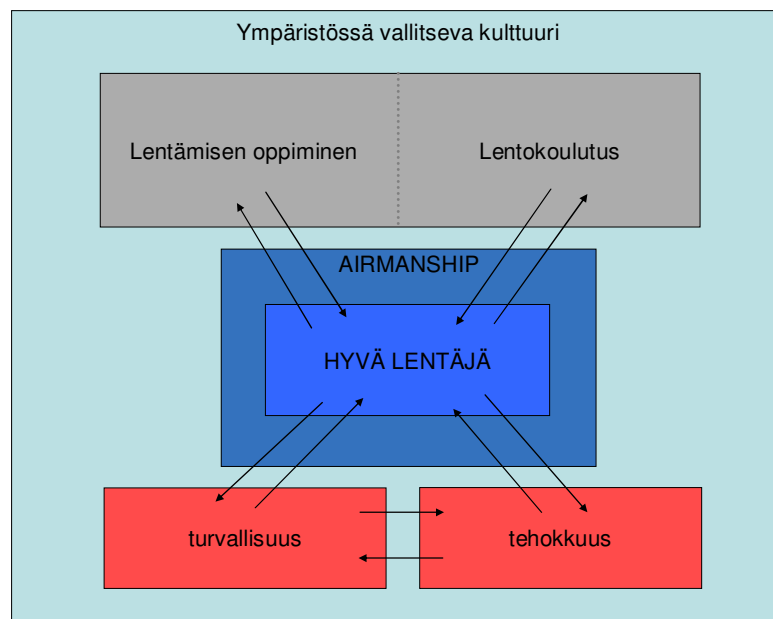 Ympäristössä vallitseva kulttuuri
Lentämisen oppiminen
Lentokoulutus
AIRMANSHIP
HYVÄ LENTÄJÄ
turvallisuus
tehokkuus